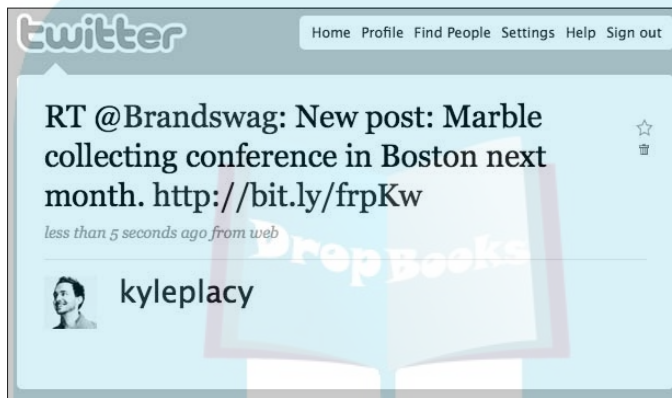 twitter
Home Profile Find People Settings Help Sign out
RT @Brandswag: New post: Marble
collecting conference in Boston next
month. http://bit.ly/frpKw
less than 5 seconds ago from web
DropBooks
kyleplacy